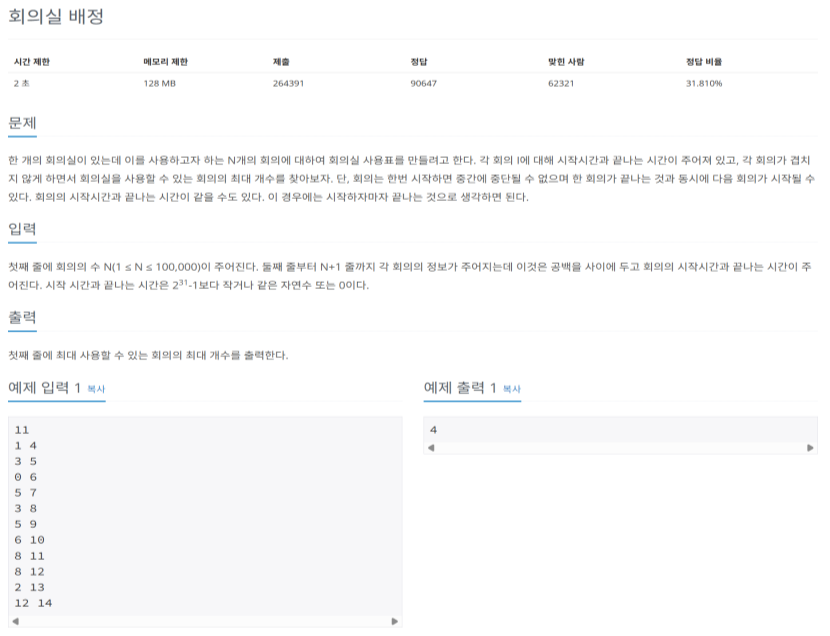 회의실 배정
시간 제한 메모리 제한 제출 정답 맞힌 사람 정답 비율
2 초 128 MB 264391 90647 62321 31.810%
문제
한 개의 회의실이 있는데 이를 사용하고자 하는 N개의 회의에 대하여 회의실 사용표를 만들려고 한다. 각 회의 I에 대해 시작시간과 끝나는 시간이 주어져 있고, 각 회의가 겹치
지 않게 하면서 회의실을 사용할 수 있는 회의의 최대 개수를 찾아보자. 단, 회의는 한번 시작하면 중간에 중단될 수 없으며 한 회의가 끝나는 것과 동시에 다음 회의가 시작될 수
있다. 회의의 시작시간과 끝나는 시간이 같을 수도 있다. 이 경우에는 시작하자마자 끝나는 것으로 생각하면 된다.
입력
첫째 줄에 회의의 수 N(1 ≤ N ≤ 100,000)이 주어진다. 둘째 줄부터 N+1 줄까지 각 회의의 정보가 주어지는데 이것은 공백을 사이에 두고 회의의 시작시간과 끝나는 시간이 주
어진다. 시작 시간과 끝나는 시간은 2³¹-1보다 작거나 같은 자연수 또는 0이다.
출력
첫째 줄에 최대 사용할 수 있는 회의의 최대 개수를 출력한다.
예제 입력 1 복사
11
1 4
3 5
0 6
5 7
3 8
5 9
6 10
8 11
8 12
2 13
12 14
예제 출력 1 복사
4